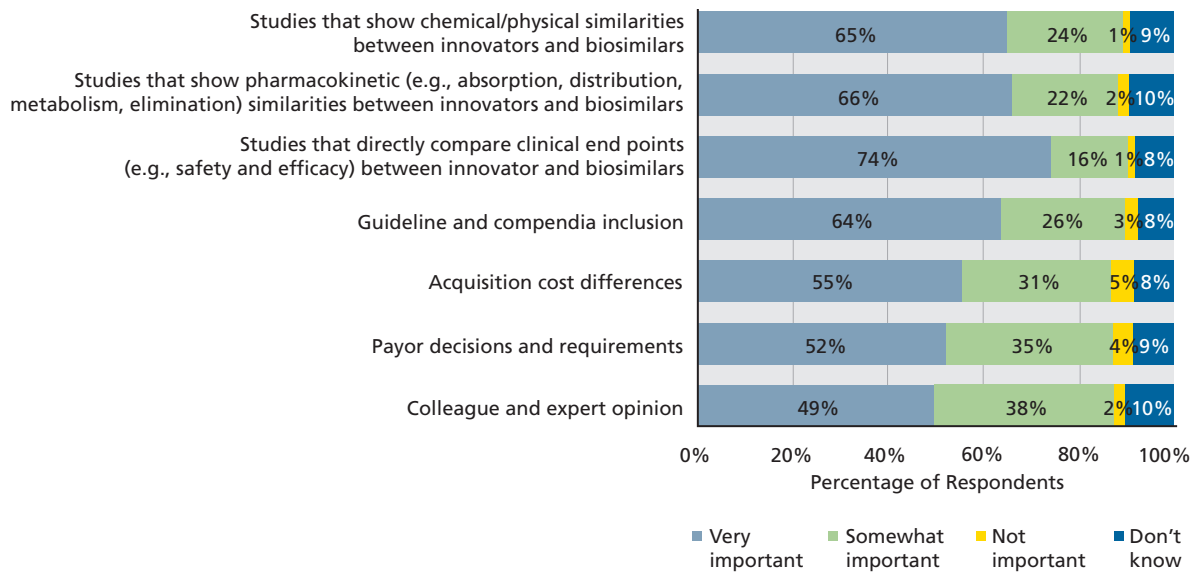 Studies that show chemical/physical similarities
between innovators and biosimilars
65% 24% 1% 9%
Studies that show pharmacokinetic (e.g., absorption, distribution,
metabolism, elimination) similarities between innovators and biosimilars
66% 22% 2% 10%
Studies that directly compare clinical end points
(e.g., safety and efficacy) between innovator and biosimilars
74% 16% 1% 8%
Guideline and compendia inclusion
64% 26% 3% 8%
Acquisition cost differences
55% 31% 5% 8%
Payor decisions and requirements
52% 35% 4% 9%
Colleague and expert opinion
49% 38% 2% 10%
0% 20% 40% 60% 80% 100%
Percentage of Respondents
Very
important
Somewhat
important
Not
important
Don't
know